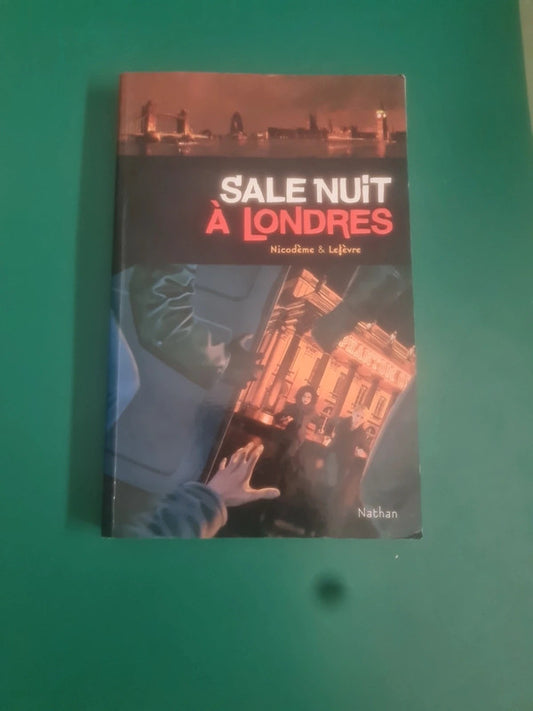 SALE NUIT
À LONDRES
Nicodème & Lefèvre
Nathan